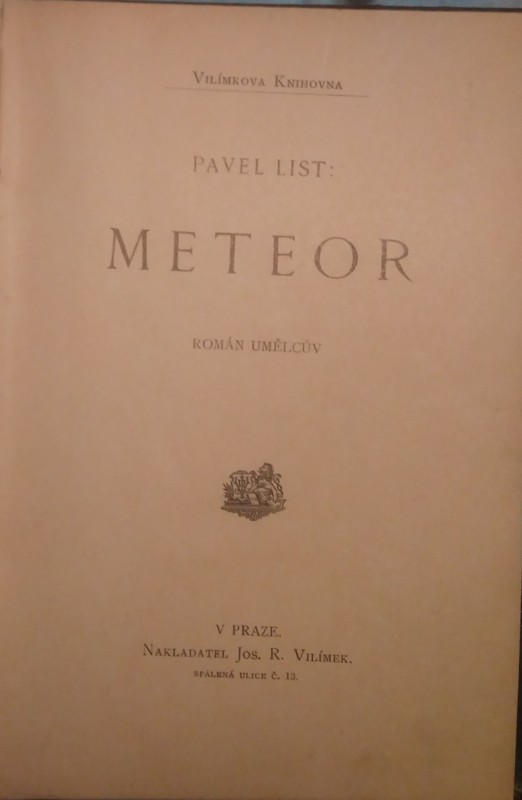 Vilímkova Knihovna
PAVEL LIST:
METEOR
ROMÁN UMĚLCŮV
V PRAZE.
Nakladatel Jos. R. Vilímek.
SPÁLENÁ ULICE Č. 13.